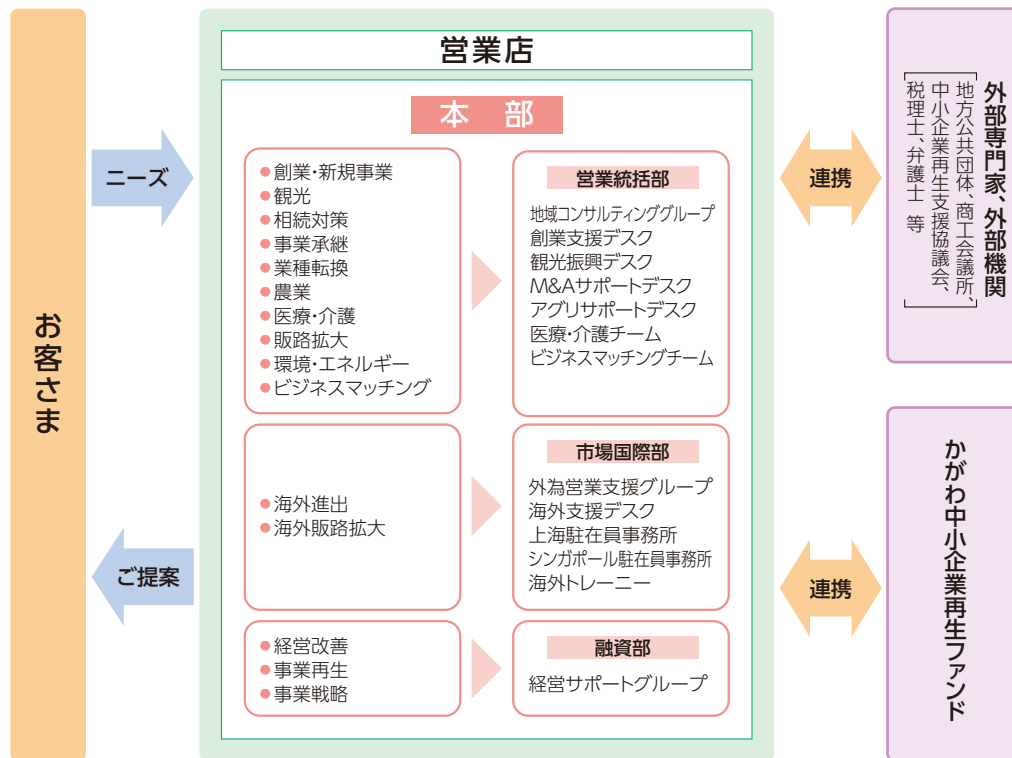 お客さま
ニーズ
ご提案
営業店
本部
創業・新規事業
観光
相続対策
事業承継
業種転換
農業
医療・介護
販路拡大
環境・エネルギー
ビジネスマッチング
営業統括部
地域コンサルティンググループ
創業支援デスク
観光振興デスク
M&Aサポートデスク
アグリサポートデスク
医療・介護チーム
ビジネスマッチングチーム
海外進出
海外販路拡大
市場国際部
外為営業支援グループ
海外支援デスク
上海駐在員事務所
シンガポール駐在員事務所
海外トレーニー
経営改善
事業再生
事業戦略
融資部
経営サポートグループ
連携
外部専門家、外部機関
地方公共団体、商工会議所、
中小企業再生支援協議会、
税理士、弁護士 等
連携
かがわ中小企業再生ファンド